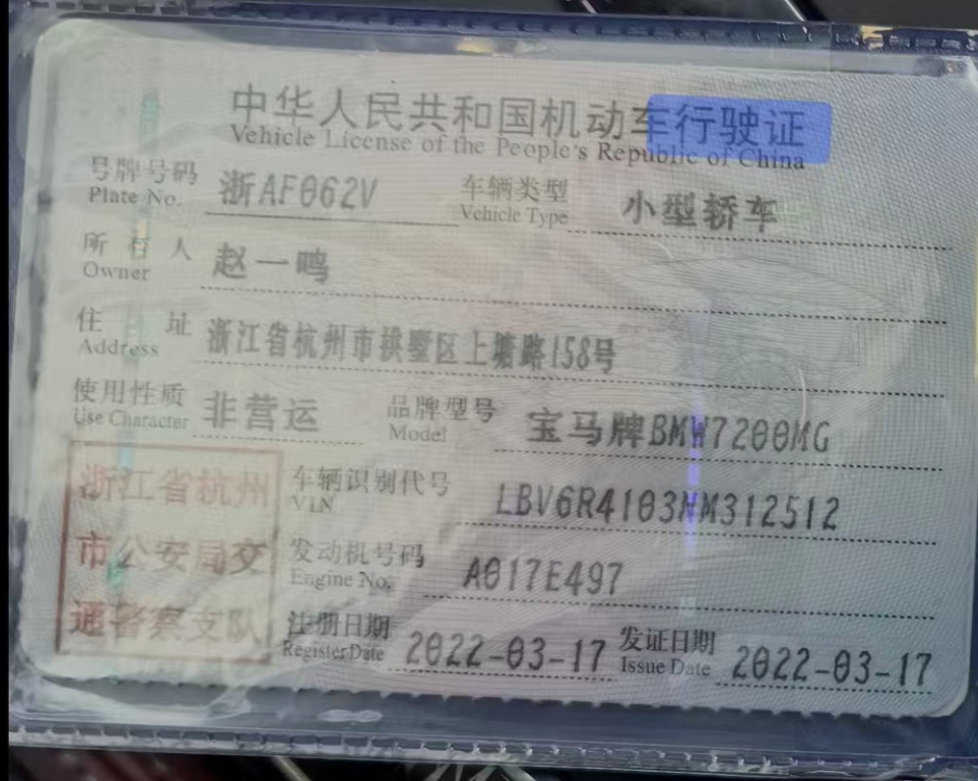 中华人民共和国机动车行驶证
Vehicle License of the People's Republic of China
号牌号码 浙AF062V 车辆类型 小型轿车
Plate No. Vehicle Type
所有人 赵一鸣
Owner
住址 浙江省杭州市拱墅区上塘路158号
Address
使用性质 非营运 品牌型号 宝马牌BMW7200MG
Use Character Model
浙江省杭州
市公安局交
通警察支队
车辆识别代号 LBV6R4103NM312512
VIN
发动机号码 A017E497
Engine No.
注册日期 2022-03-17 发证日期 2022-03-17
Register Date Issue Date